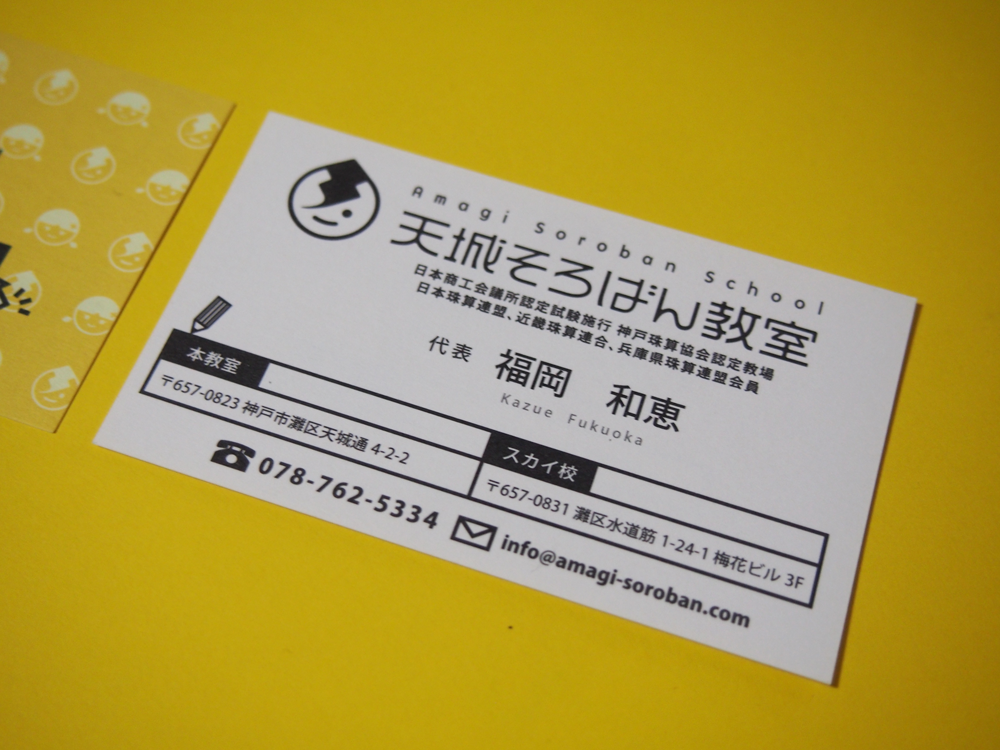 Amagi Soroban School
天城そろばん教室
日本商工会議所認定試験施行 神戸珠算協会認定教場
日本珠算連盟、近畿珠算連合、兵庫県珠算連盟会員
代表 福岡 和恵
Kazue Fukuoka
本教室
〒657-0823 神戸市灘区天城通 4-2-2
スカイ校
〒657-0831 灘区水道筋 1-24-1 梅花ビル 3F
078-762-5334
info@amagi-soroban.com